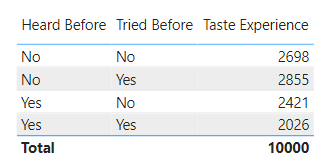 Heard Before Tried Before Taste Experience
No No 2698
No Yes 2855
Yes No 2421
Yes Yes 2026
Total 10000